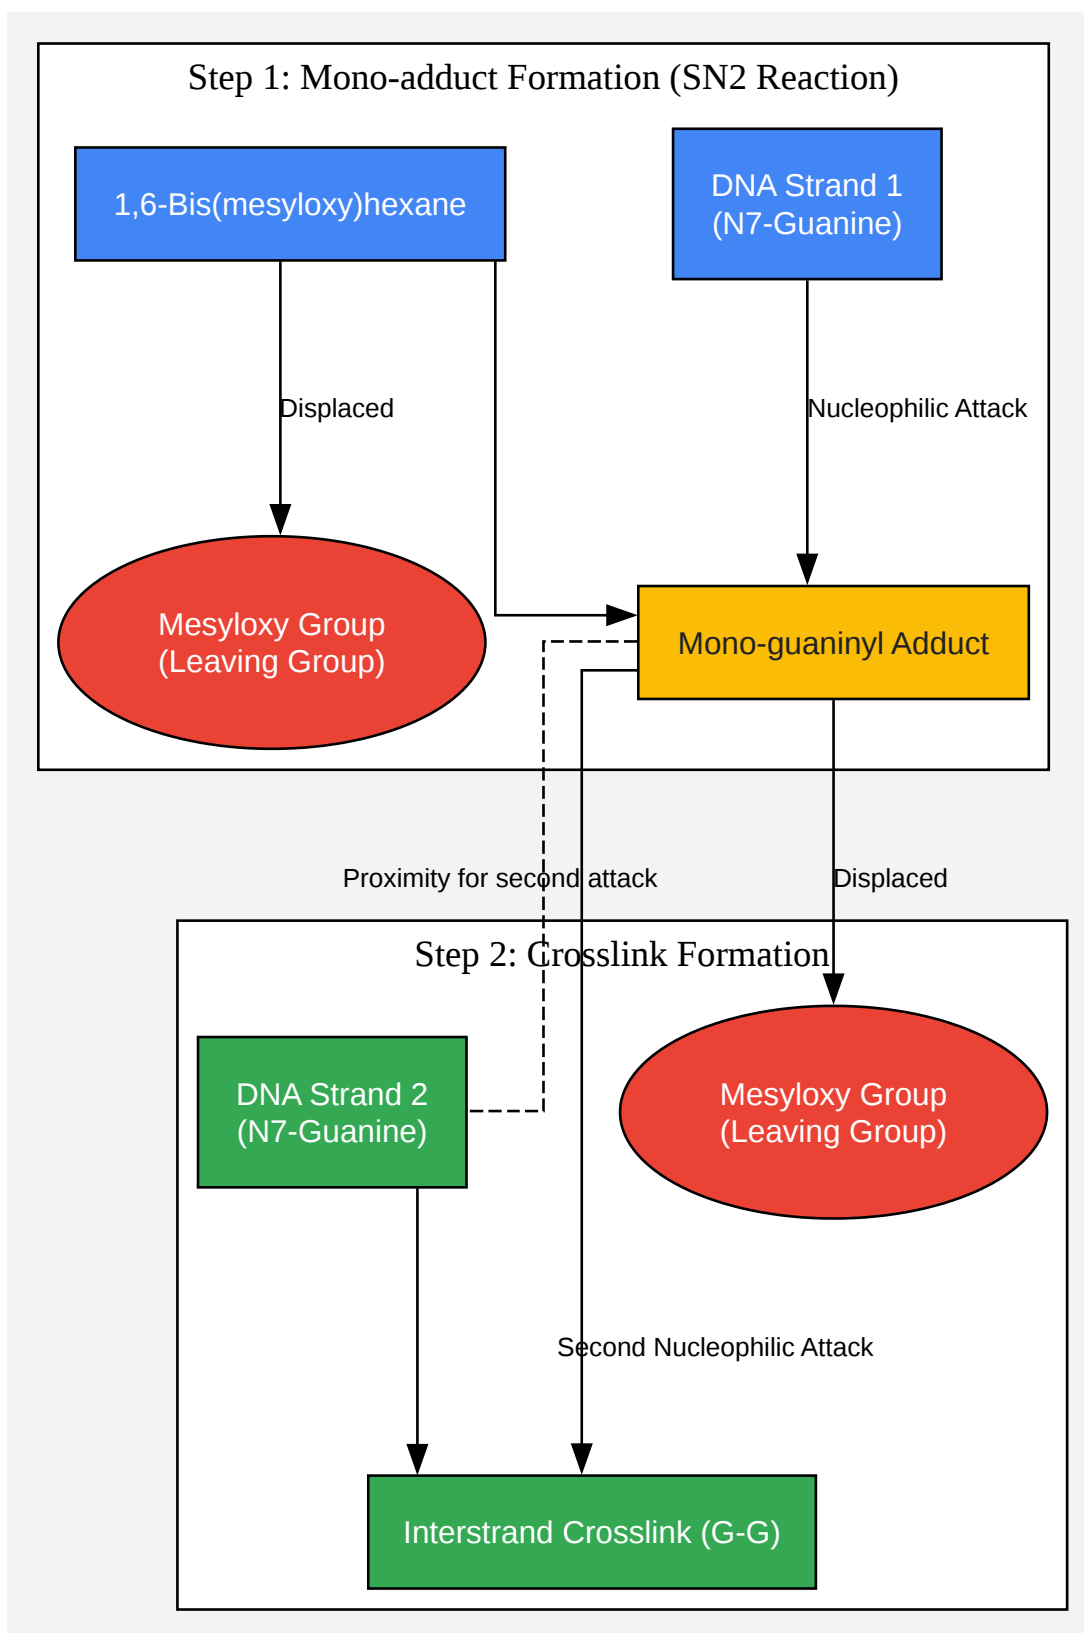 Step 1: Mono-adduct Formation (SN2 Reaction)
1,6-Bis(mesyloxy)hexane
DNA Strand 1
(N7-Guanine)
Displaced
Nucleophilic Attack
Mesyloxy Group
(Leaving Group)
Mono-guaninyl Adduct
Proximity for second attack
Displaced
Step 2: Crosslink Formation
DNA Strand 2
(N7-Guanine)
Mesyloxy Group
(Leaving Group)
Second Nucleophilic Attack
Interstrand Crosslink (G-G)